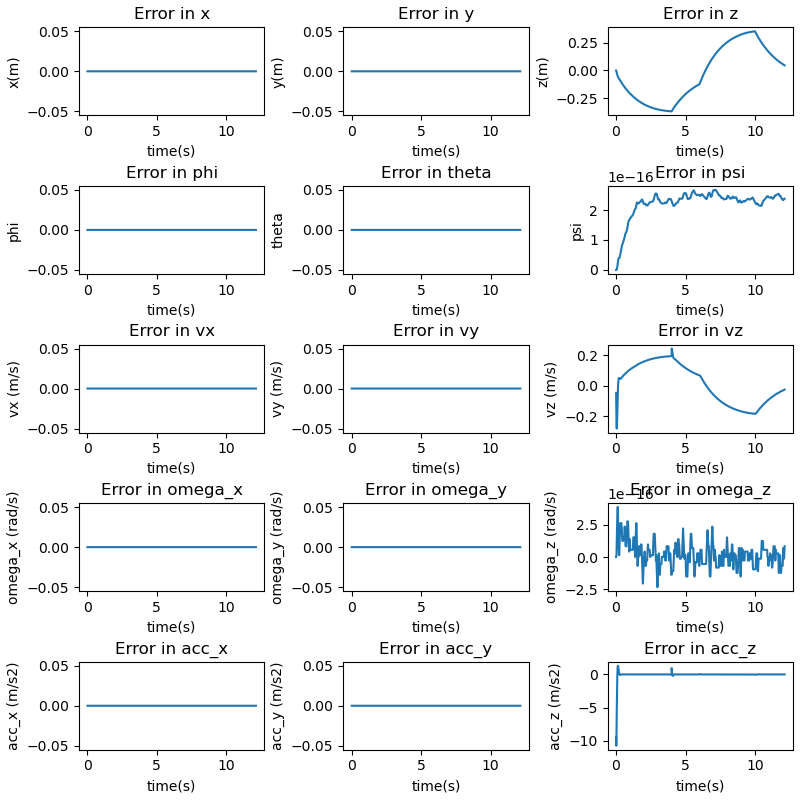 Error in x
0.05
0.00
−0.05
x(m)
0 5 10
time(s)
Error in y
0.05
0.00
−0.05
y(m)
0 5 10
time(s)
Error in z
0.25
0.00
−0.25
z(m)
0 5 10
time(s)
Error in phi
0.05
0.00
−0.05
phi
0 5 10
time(s)
Error in theta
0.05
0.00
−0.05
theta
0 5 10
time(s)
1e−16
Error in psi
2
1
0
psi
0 5 10
time(s)
Error in vx
0.05
0.00
−0.05
vx (m/s)
0 5 10
time(s)
Error in vy
0.05
0.00
−0.05
vy (m/s)
0 5 10
time(s)
Error in vz
0.2
0.0
−0.2
vz (m/s)
0 5 10
time(s)
Error in omega_x
0.05
0.00
−0.05
omega_x (rad/s)
0 5 10
time(s)
Error in omega_y
0.05
0.00
−0.05
omega_y (rad/s)
0 5 10
time(s)
1e−16
Error in omega_z
2.5
0.0
−2.5
omega_z (rad/s)
0 5 10
time(s)
Error in acc_x
0.05
0.00
−0.05
acc_x (m/s2)
0 5 10
time(s)
Error in acc_y
0.05
0.00
−0.05
acc_y (m/s2)
0 5 10
time(s)
Error in acc_z
0
−5
−10
acc_z (m/s2)
0 5 10
time(s)